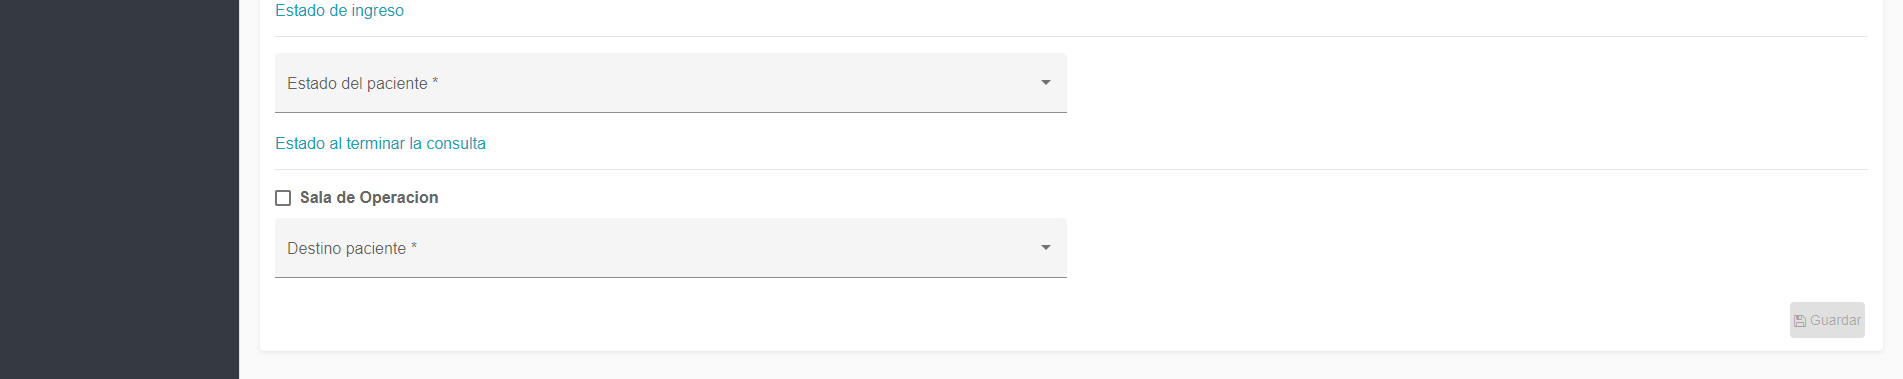 Estado de ingreso
Estado del paciente *
Estado al terminar la consulta
Sala de Operacion
Destino paciente *
Guardar